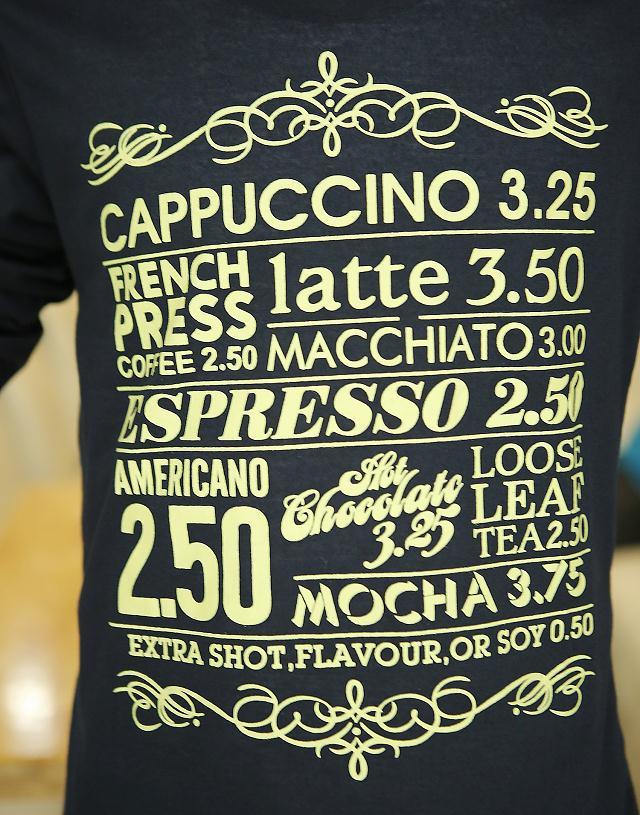 CAPPUCCINO 3.25
FRENCH
PRESS
COFFEE 2.50
latte 3.50
MACCHIATO 3.00
ESPRESSO 2.50
AMERICANO
2.50
Hot
Chocolate
3.25
LOOSE
LEAF
TEA 2.50
MOCHA 3.75
EXTRA SHOT, FLAVOUR, OR SOY 0.50